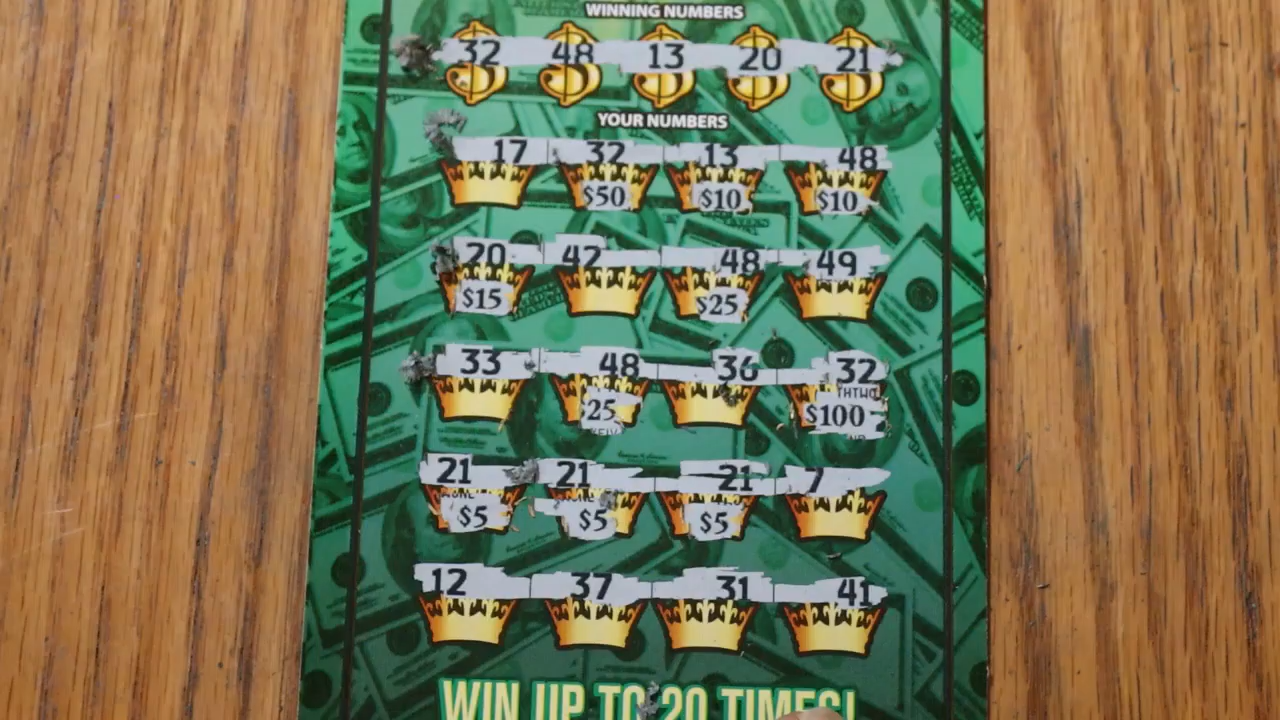 WINNING NUMBERS
32 48 13 20 21
YOUR NUMBERS
17 32 13 48
$50 $10 $10
20 42 48 49
$15 $25
33 48 36 32
25 $100
21 21 21 7
$5 $5 $5
12 37 31 41
WIN UP TO 20 TIMES!